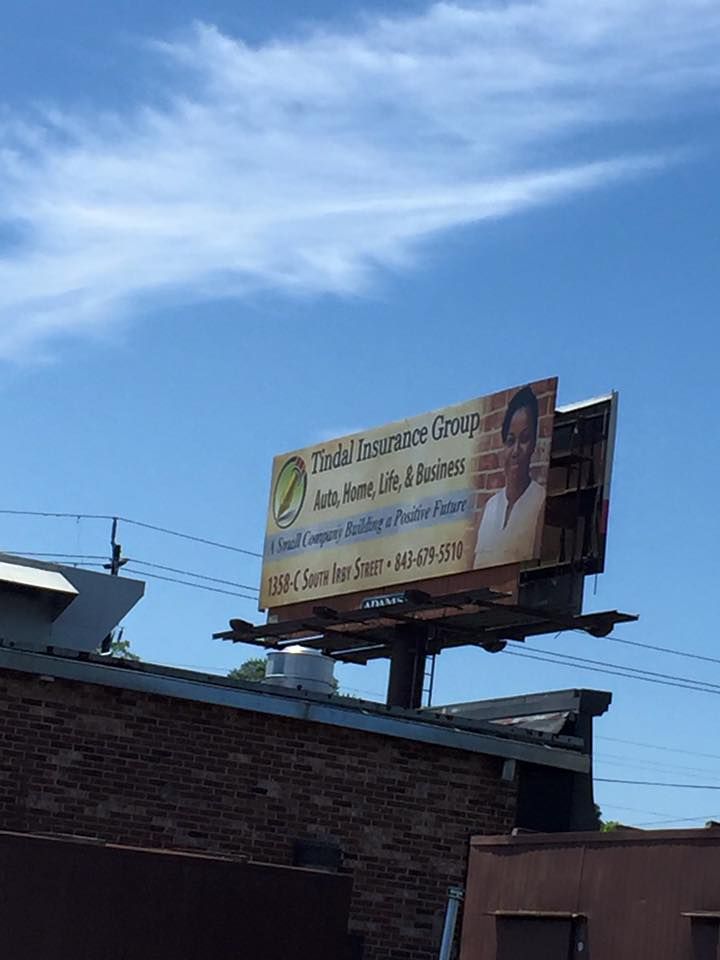 Tindal Insurance Group
Auto, Home, Life, & Business
A Small Company Building a Positive Future
1358-C South Irby Street • 843-679-5510
ADAMS